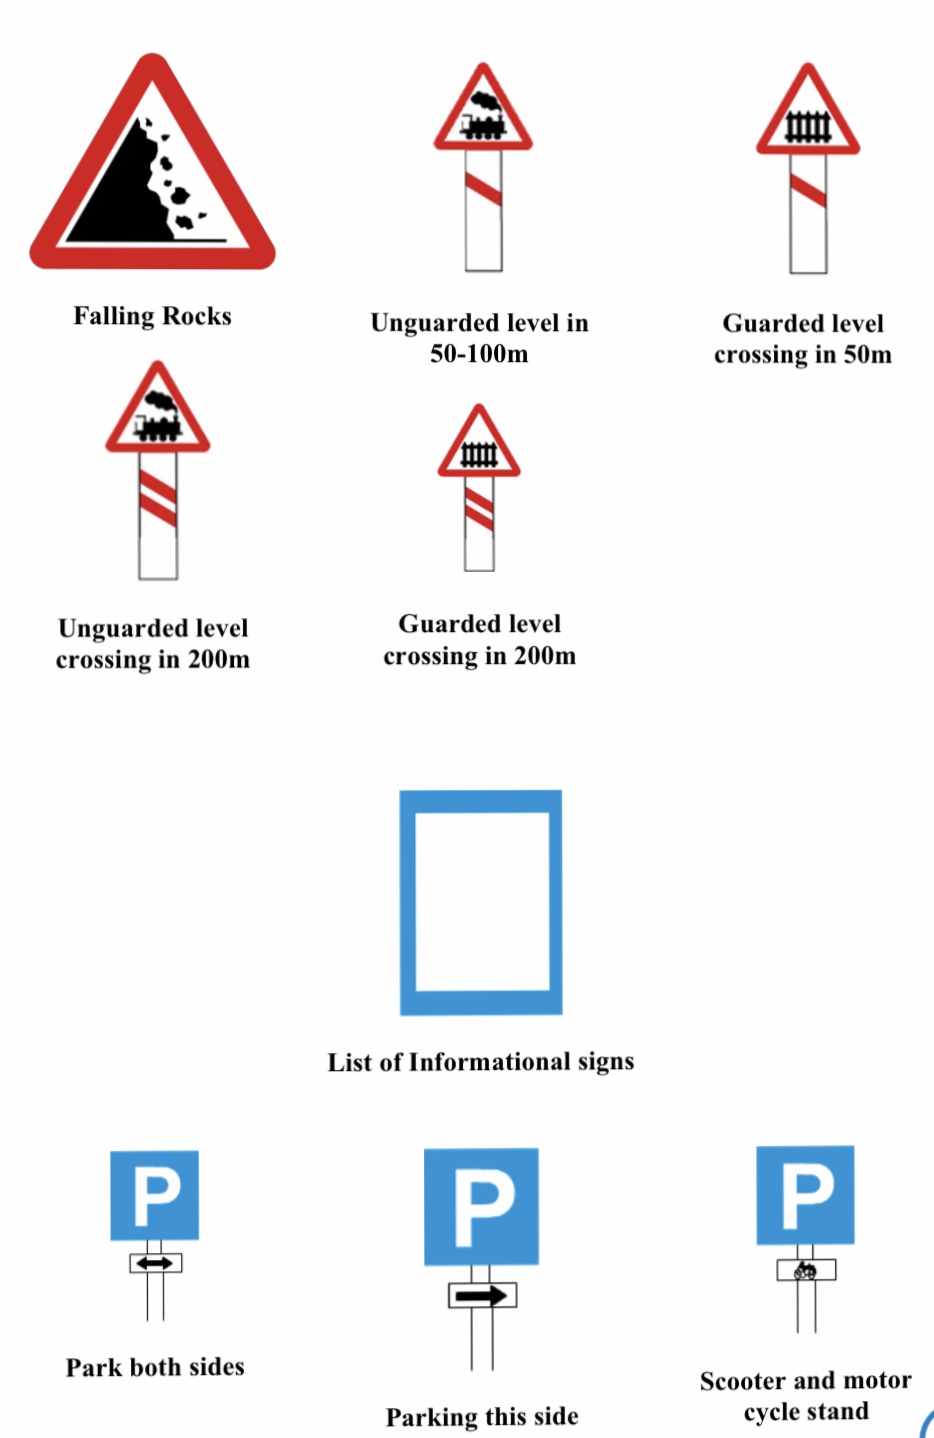 Falling Rocks
Unguarded level in
50-100m
Guarded level
crossing in 50m
Unguarded level
crossing in 200m
Guarded level
crossing in 200m
List of Informational signs
P
Park both sides
P
Parking this side
P
Scooter and motor
cycle stand